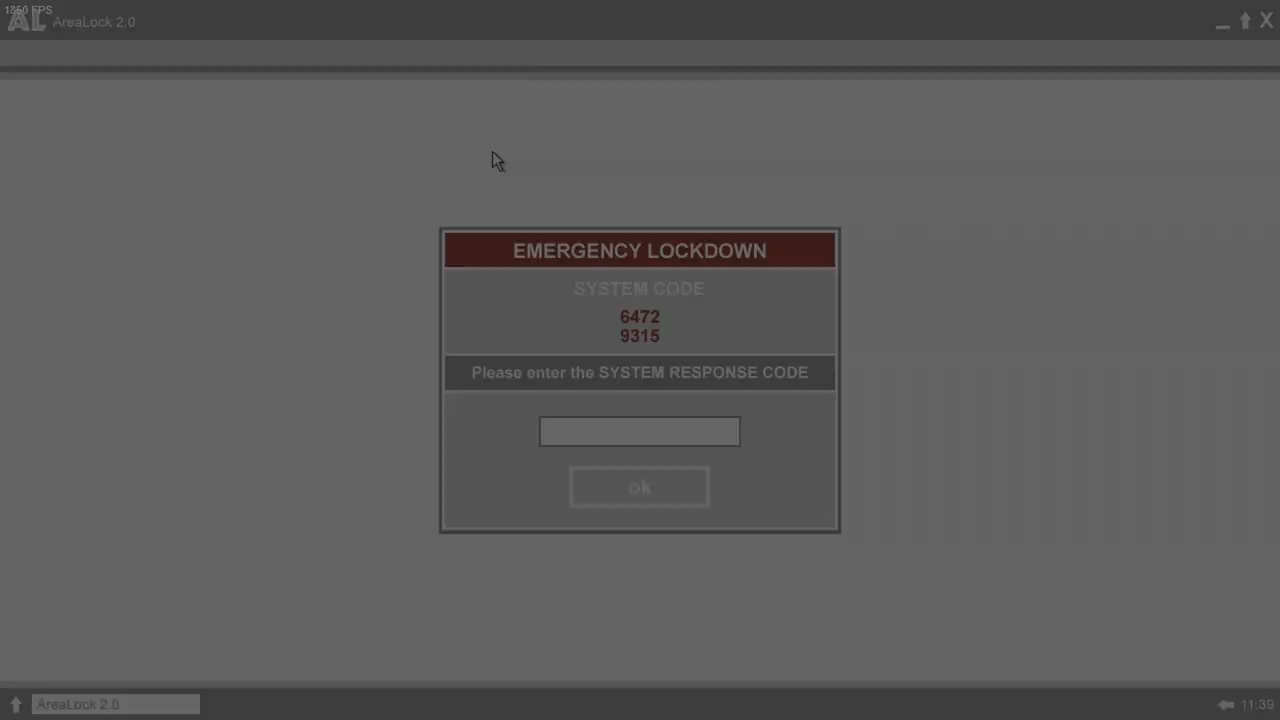 1850 FPS
AL AreaLock 2.0
EMERGENCY LOCKDOWN
SYSTEM CODE
6472
9315
Please enter the SYSTEM RESPONSE CODE
ok
AreaLock 2.0
11:39